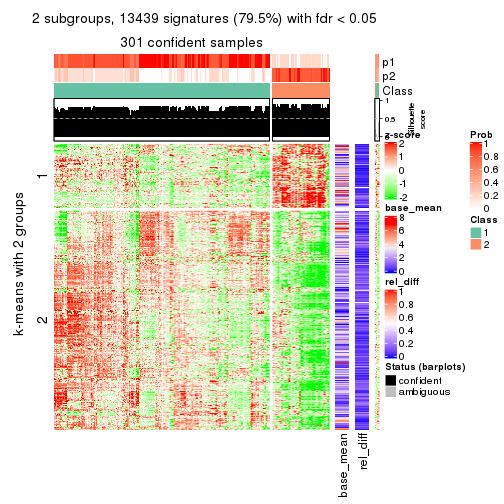 2 subgroups, 13439 signatures (79.5%) with fdr < 0.05
301 confident samples
p1
p2
Class
1
0.5
0
Silhouette
score
k-means with 2 groups
1
2
z-score
2
1
0
-1
-2
base_mean
8
6
4
2
0
rel_diff
1
0.8
0.6
0.4
0.2
0
Status (barplots)
confident
ambiguous
Prob
1
0.8
0.6
0.4
0.2
0
Class
1
2
base_mean
rel_diff